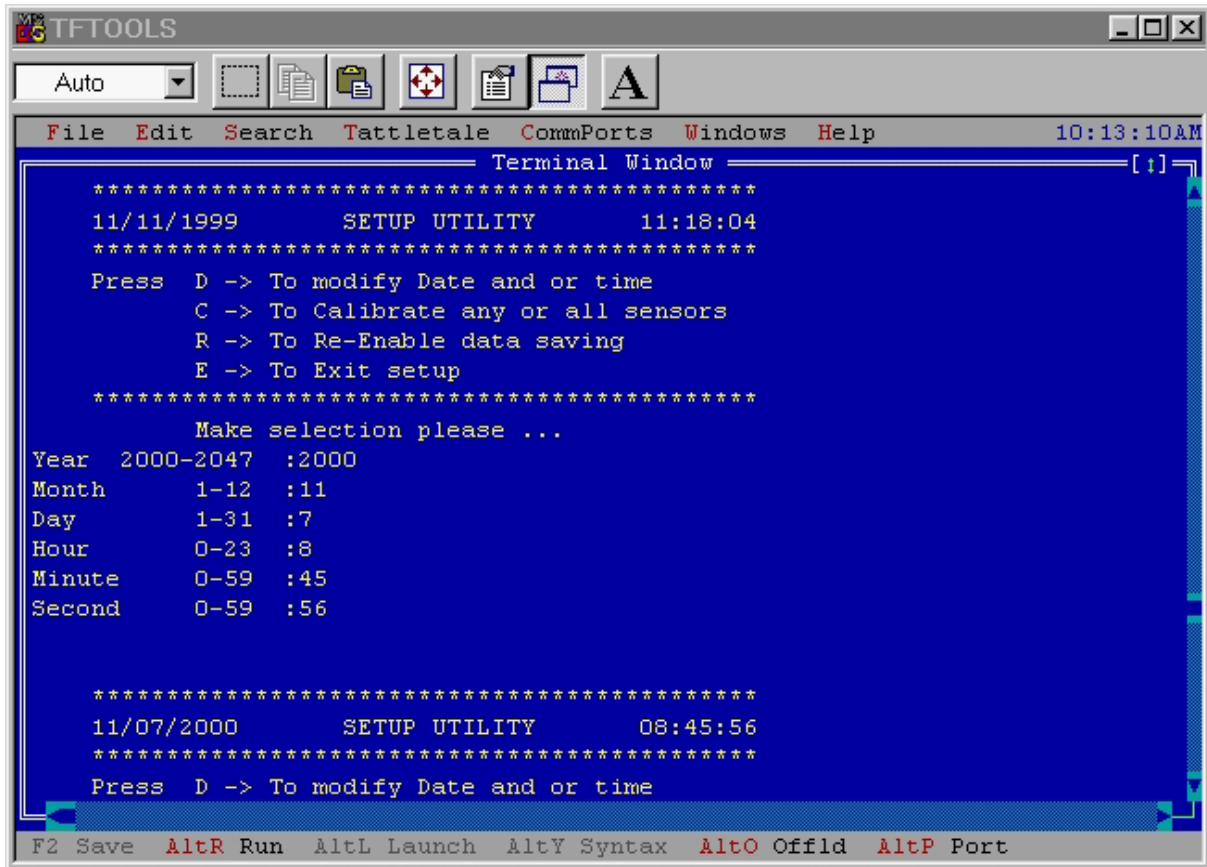 TFTOOLS
Auto A
File Edit Search Tattletale CommPorts Windows Help 10:13:10AM
Terminal Window
*********************************************
11/11/1999 SETUP UTILITY 11:18:04
*********************************************
Press D -> To modify Date and or time
C -> To Calibrate any or all sensors
R -> To Re-Enable data saving
E -> To Exit setup
*********************************************
Make selection please ...
Year 2000-2047 :2000
Month 1-12 :11
Day 1-31 :7
Hour 0-23 :8
Minute 0-59 :45
Second 0-59 :56
*********************************************
11/07/2000 SETUP UTILITY 08:45:56
*********************************************
Press D -> To modify Date and or time
F2 Save AltR Run AltL Launch AltY Syntax AltO Offld AltP Port